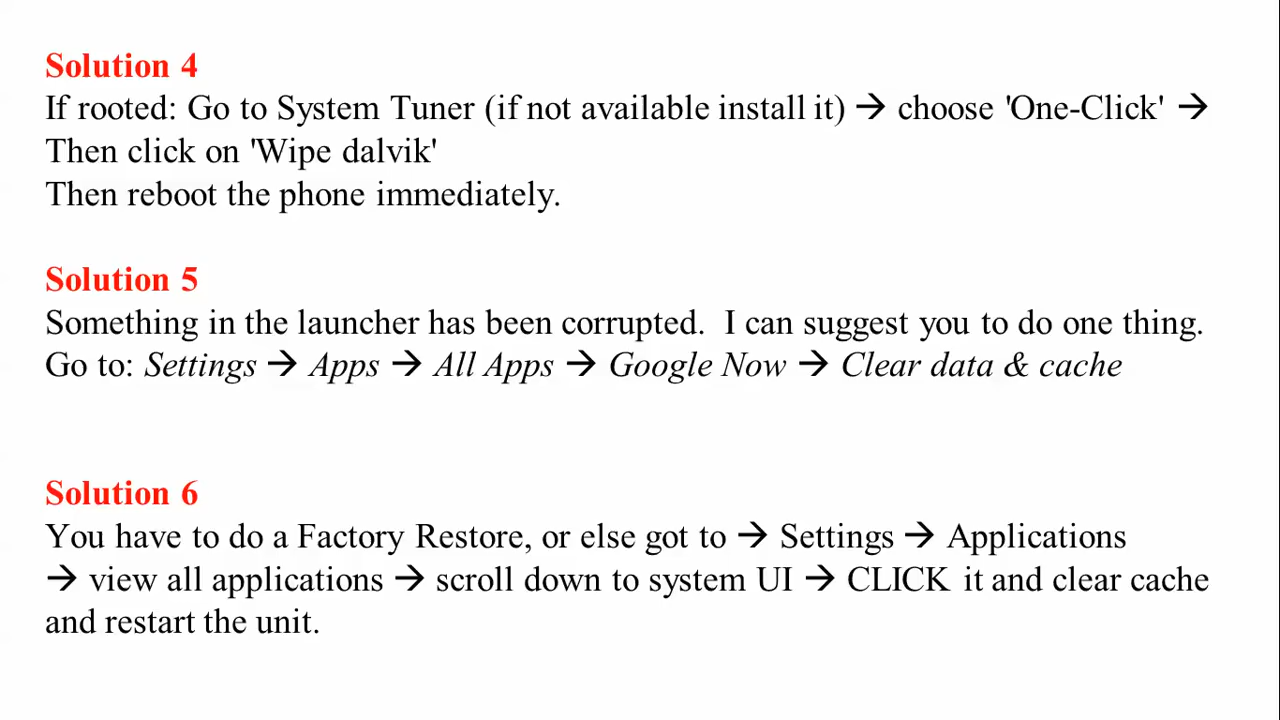 Solution 4
If rooted: Go to System Tuner (if not available install it) → choose 'One-Click' →
Then click on 'Wipe dalvik'
Then reboot the phone immediately.
Solution 5
Something in the launcher has been corrupted.  I can suggest you to do one thing.
Go to: Settings → Apps → All Apps → Google Now → Clear data & cache
Solution 6
You have to do a Factory Restore, or else got to → Settings → Applications
→ view all applications → scroll down to system UI → CLICK it and clear cache
and restart the unit.